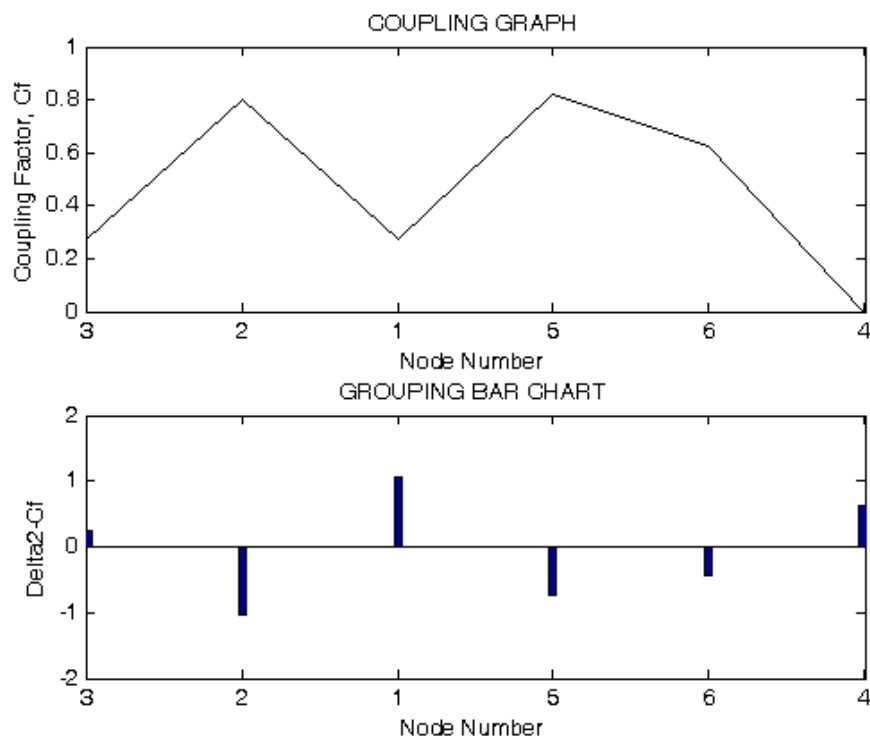 COUPLING GRAPH
Coupling Factor, Cf
1
0.8
0.6
0.4
0.2
0
3 2 1 5 6 4
Node Number
GROUPING BAR CHART
Delta2-Cf
2
1
0
-1
-2
3 2 1 5 6 4
Node Number